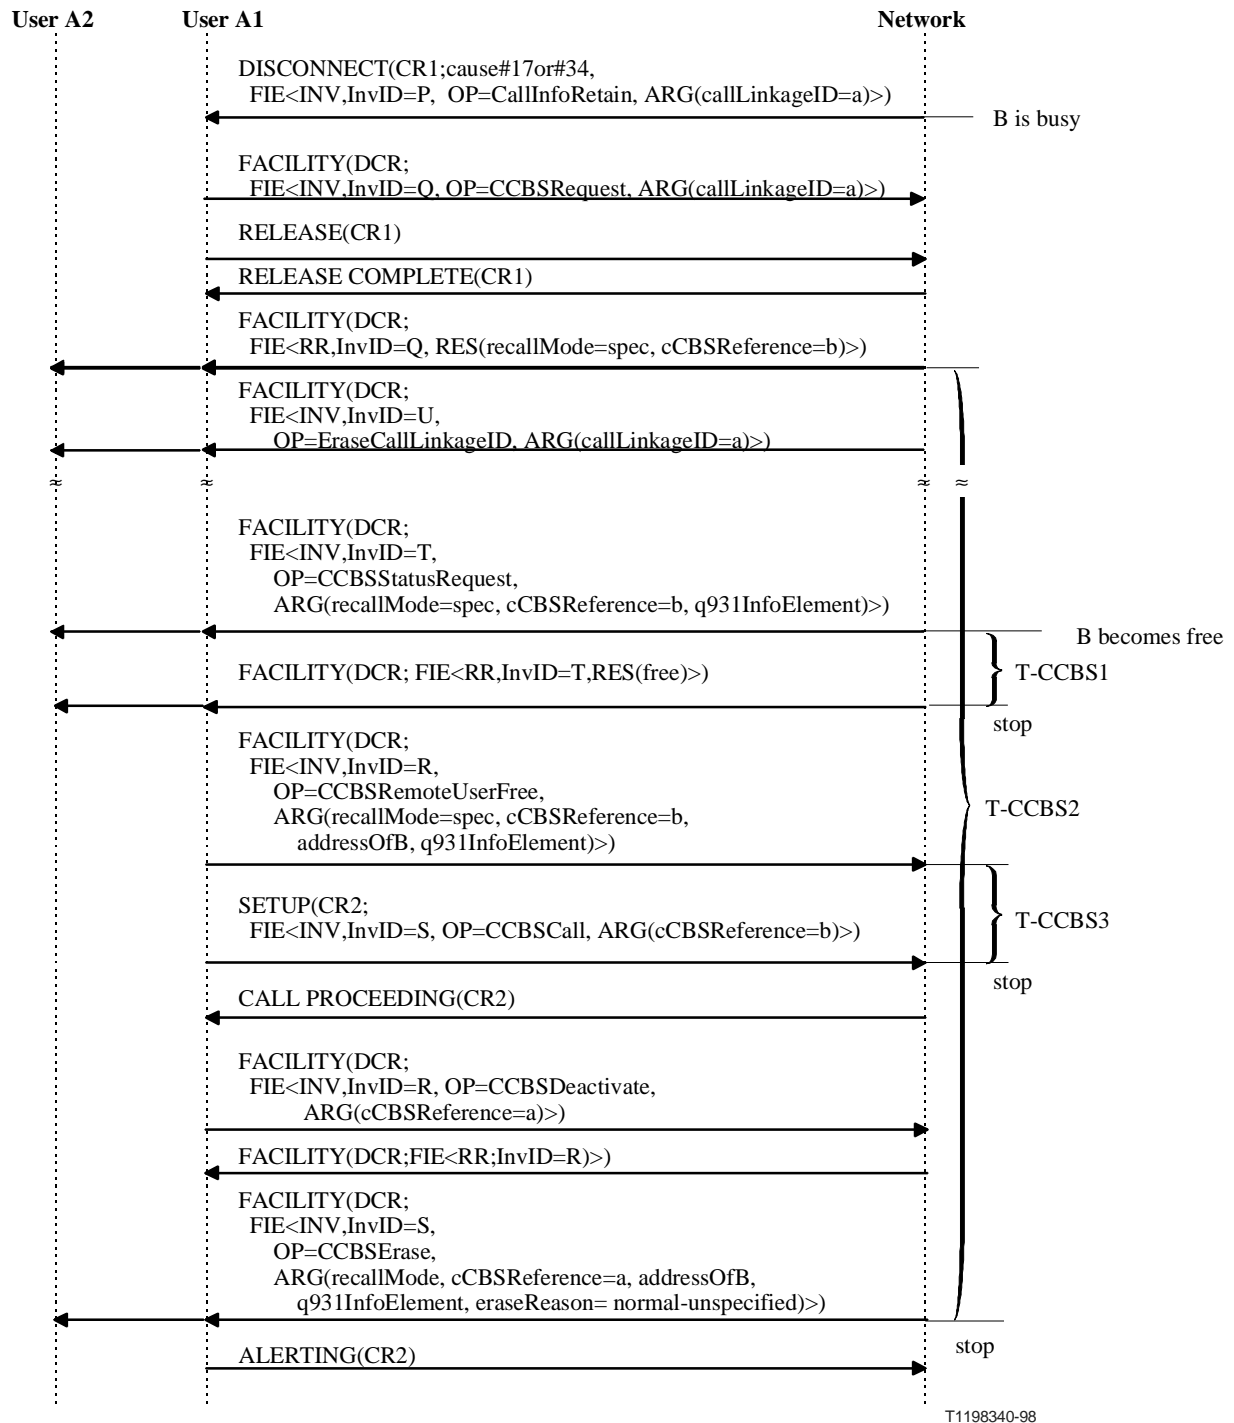 User A2
User A1
Network
DISCONNECT(CR1;cause#17or#34,
FIE<INV,InvID=P, OP=CallInfoRetain, ARG(callLinkageID=a)>)
B is busy
FACILITY(DCR;
FIE<INV,InvID=Q, OP=CCBSRequest, ARG(callLinkageID=a)>)
RELEASE(CR1)
RELEASE COMPLETE(CR1)
FACILITY(DCR;
FIE<RR,InvID=Q, RES(recallMode=spec, cCBSReference=b)>)
FACILITY(DCR;
FIE<INV,InvID=U,
OP=EraseCallLinkageID, ARG(callLinkageID=a)>)
≈ ≈ ≈ ≈
FACILITY(DCR;
FIE<INV,InvID=T,
OP=CCBSStatusRequest,
ARG(recallMode=spec, cCBSReference=b, q931InfoElement)>)
B becomes free
FACILITY(DCR; FIE<RR,InvID=T,RES(free)>)
T-CCBS1
stop
FACILITY(DCR;
FIE<INV,InvID=R,
OP=CCBSRemoteUserFree,
ARG(recallMode=spec, cCBSReference=b,
addressOfB, q931InfoElement)>)
T-CCBS2
SETUP(CR2;
FIE<INV,InvID=S, OP=CCBSCall, ARG(cCBSReference=b)>)
T-CCBS3
stop
CALL PROCEEDING(CR2)
FACILITY(DCR;
FIE<INV,InvID=R, OP=CCBSDeactivate,
ARG(cCBSReference=a)>)
FACILITY(DCR;FIE<RR;InvID=R)>)
FACILITY(DCR;
FIE<INV,InvID=S,
OP=CCBSErase,
ARG(recallMode, cCBSReference=a, addressOfB,
q931InfoElement, eraseReason= normal-unspecified)>)
stop
ALERTING(CR2)
T1198340-98